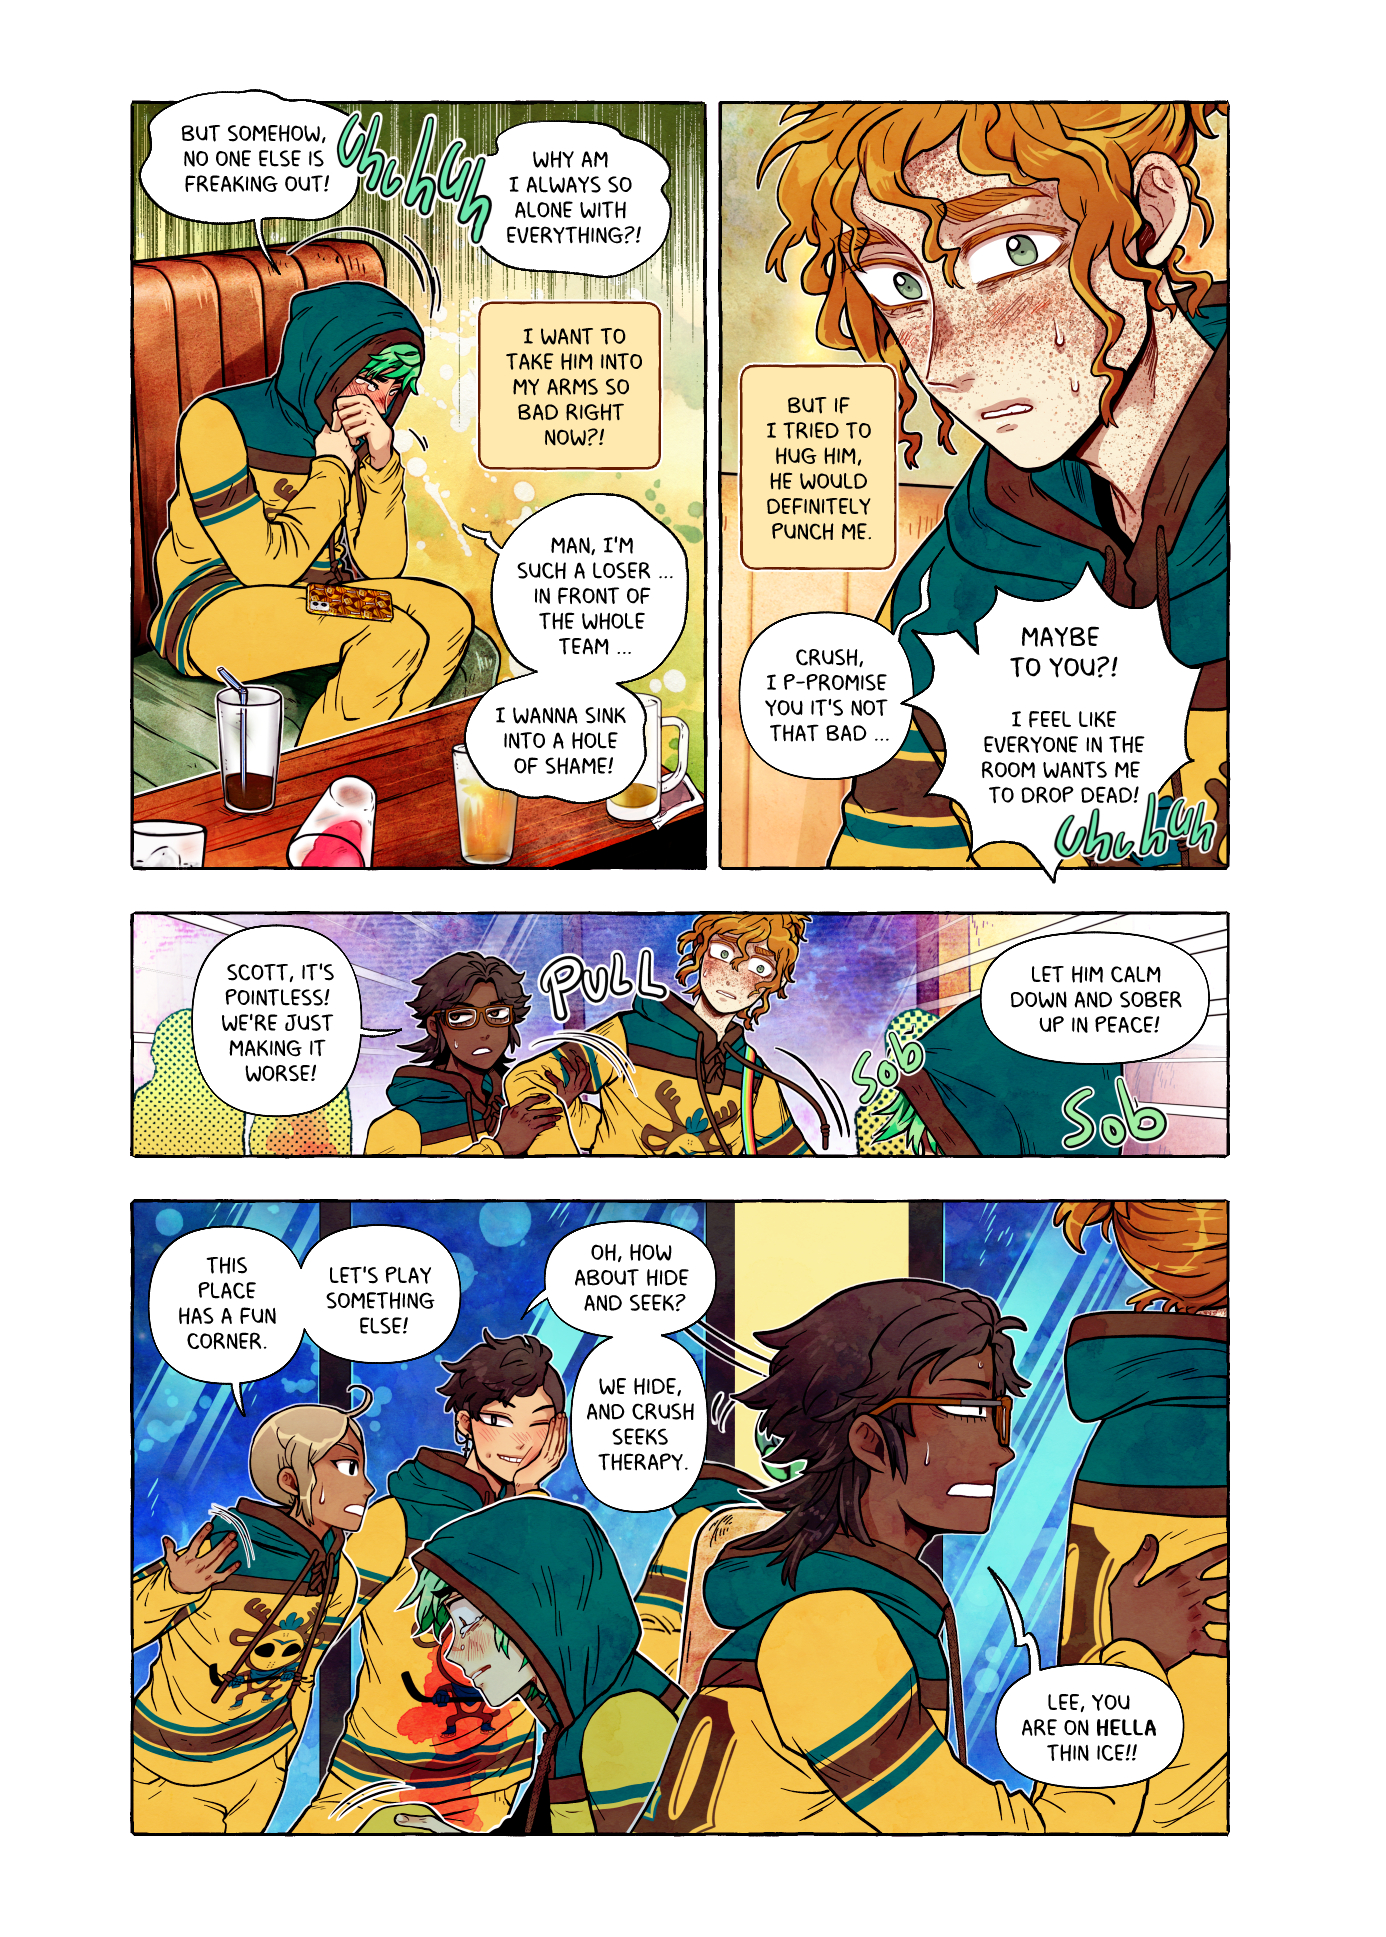 BUT SOMEHOW,
NO ONE ELSE IS
FREAKING OUT!
UhuhUh
WHY AM
I ALWAYS SO
ALONE WITH
EVERYTHING?!
I WANT TO
TAKE HIM INTO
MY ARMS SO
BAD RIGHT
NOW?!
MAN, I'M
SUCH A LOSER ...
IN FRONT OF
THE WHOLE
TEAM ...
I WANNA SINK
INTO A HOLE
OF SHAME!
BUT IF
I TRIED TO
HUG HIM,
HE WOULD
DEFINITELY
PUNCH ME.
CRUSH,
I P-PROMISE
YOU IT'S NOT
THAT BAD ...
MAYBE
TO YOU?!
I FEEL LIKE
EVERYONE IN THE
ROOM WANTS ME
TO DROP DEAD!
UhuhUh
SCOTT, IT'S
POINTLESS!
WE'RE JUST
MAKING IT
WORSE!
PULL
LET HIM CALM
DOWN AND SOBER
UP IN PEACE!
Sob
Sob
THIS
PLACE
HAS A FUN
CORNER.
LET'S PLAY
SOMETHING
ELSE!
OH, HOW
ABOUT HIDE
AND SEEK?
WE HIDE,
AND CRUSH
SEEKS
THERAPY.
LEE, YOU
ARE ON HELLA
THIN ICE!!